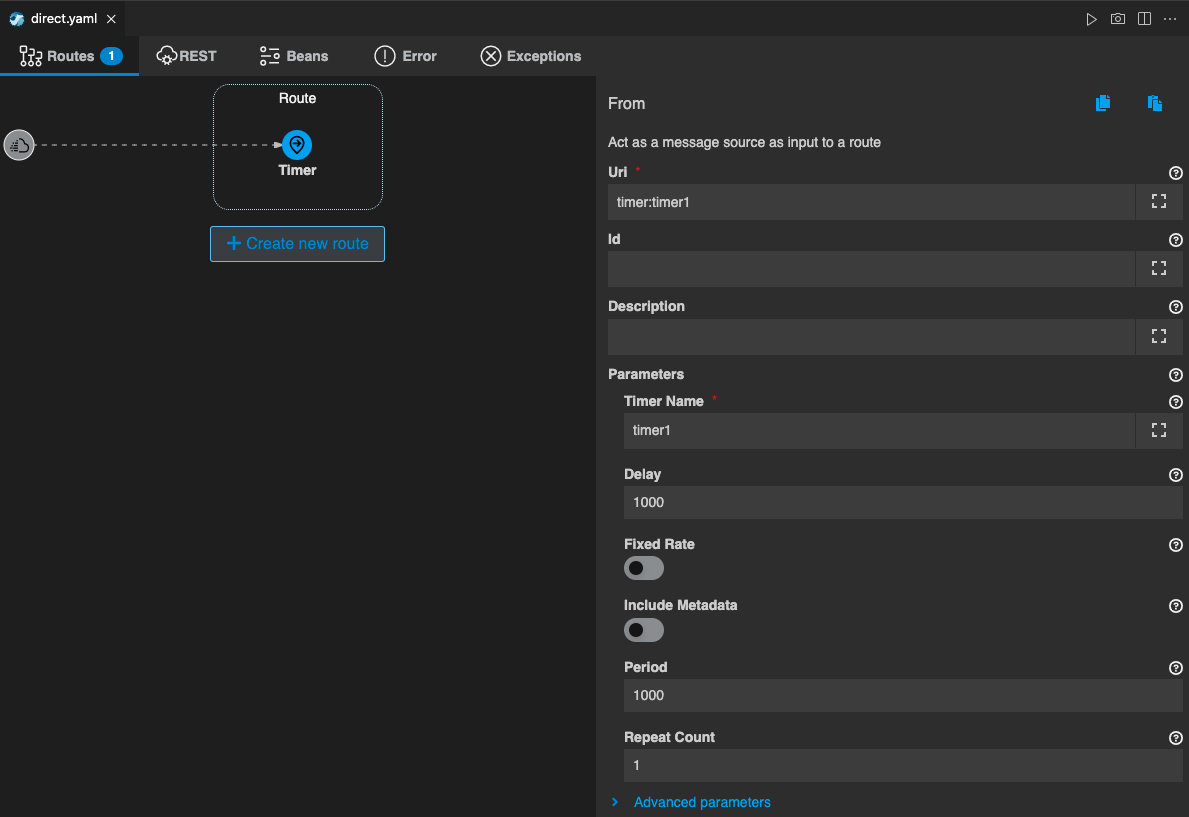 direct.yaml
Routes 1 REST Beans Error Exceptions
Route
Timer
Create new route
From
Act as a message source as input to a route
Uri *
timer:timer1
Id
Description
Parameters
Timer Name *
timer1
Delay
1000
Fixed Rate
Include Metadata
Period
1000
Repeat Count
1
Advanced parameters